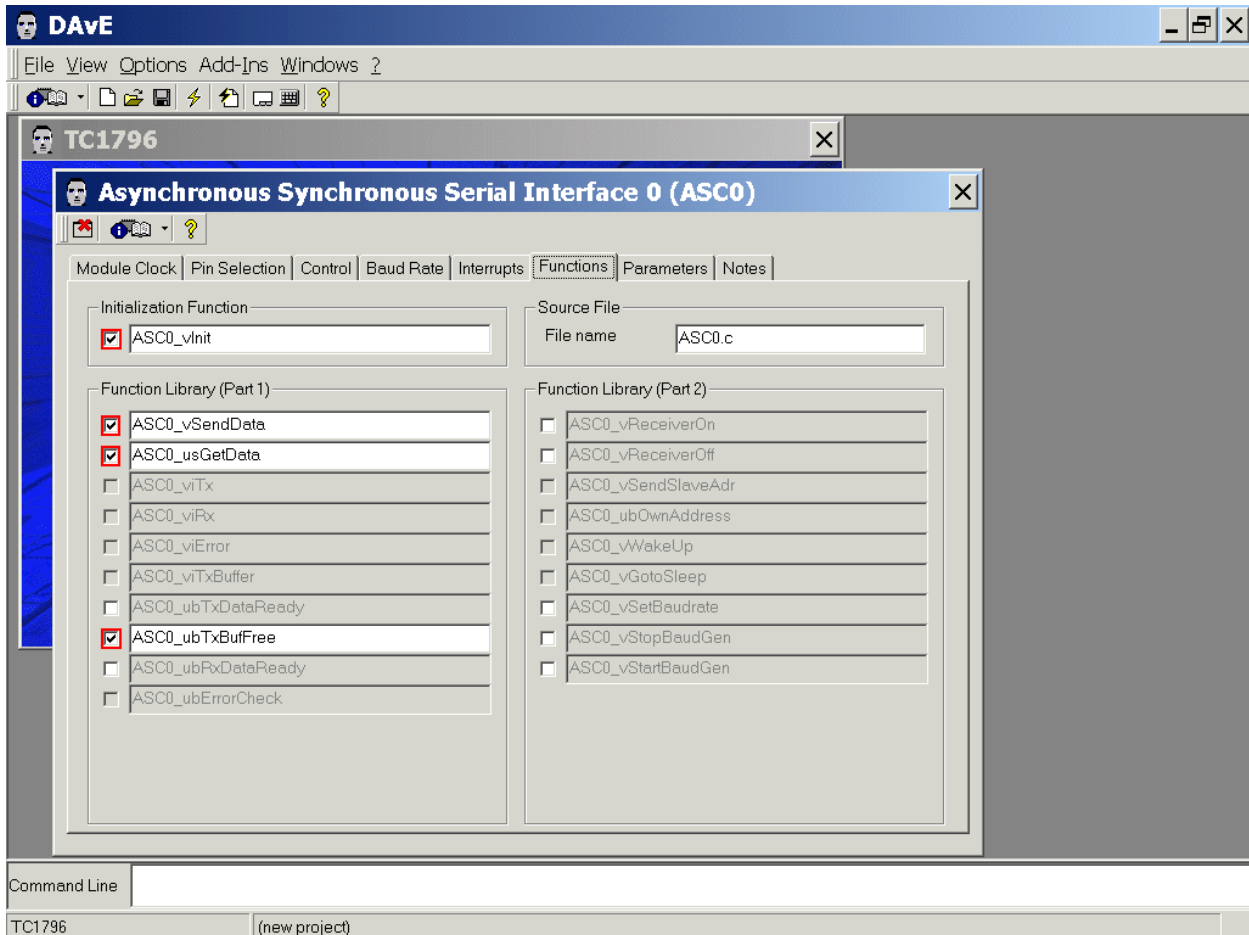 DAvE
File View Options Add-Ins Windows ?
TC1796
Asynchronous Synchronous Serial Interface 0 (ASC0)
Module Clock Pin Selection Control Baud Rate Interrupts Functions Parameters Notes
Initialization Function
ASC0_vInit
Source File
File name ASC0.c
Function Library (Part 1)
ASC0_vSendData
ASC0_usGetData
ASC0_viTx
ASC0_viRx
ASC0_viError
ASC0_viTxBuffer
ASC0_ubTxDataReady
ASC0_ubTxBufFree
ASC0_ubRxDataReady
ASC0_ubErrorCheck
Function Library (Part 2)
ASC0_vReceiverOn
ASC0_vReceiverOff
ASC0_vSendSlaveAdr
ASC0_ubOwnAddress
ASC0_vWakeUp
ASC0_vGotoSleep
ASC0_vSetBaudrate
ASC0_vStopBaudGen
ASC0_vStartBaudGen
Command Line
TC1796 (new project)